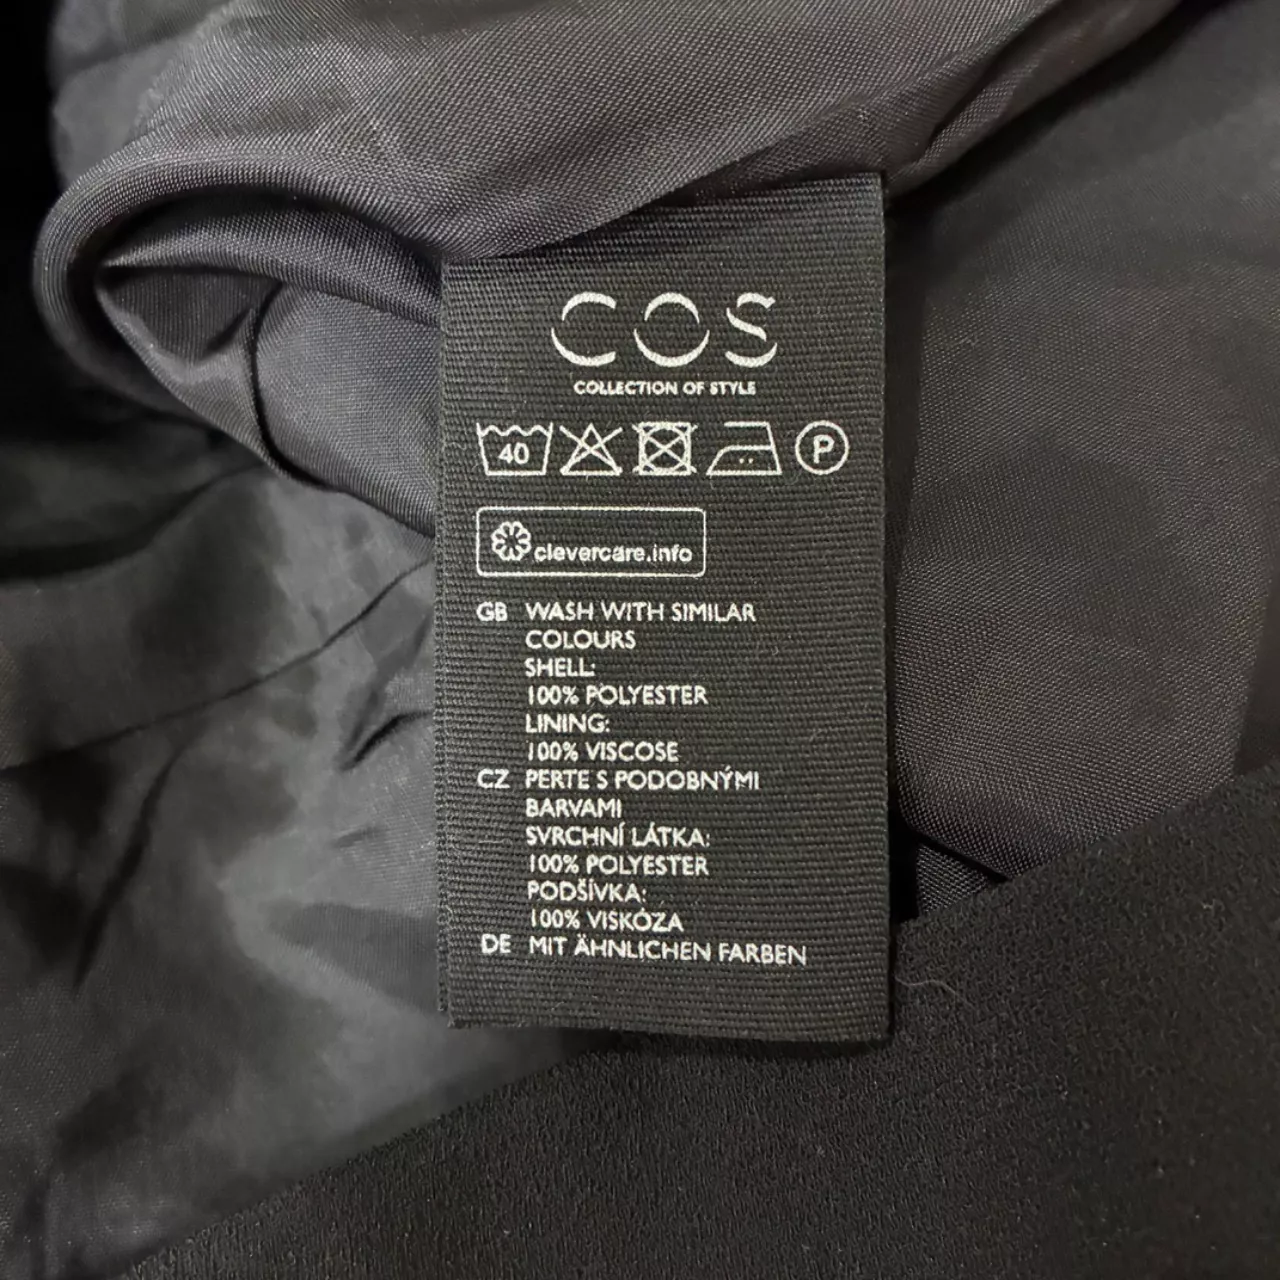 COS
COLLECTION OF STYLE
40 P
clevercare.info
GB WASH WITH SIMILAR
COLOURS
SHELL:
100% POLYESTER
LINING:
100% VISCOSE
CZ PERTE S PODOBNÝMI
BARVAMI
SVRCHNÍ LÁTKA:
100% POLYESTER
PODŠÍVKA:
100% VISKÓZA
DE MIT ÄHNLICHEN FARBEN